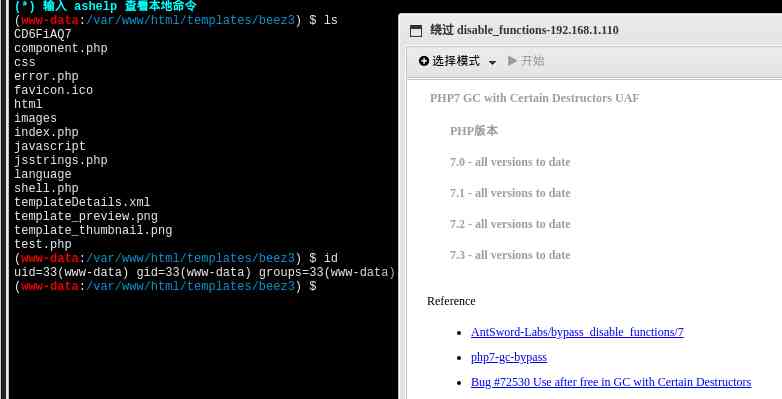 (*) 输入 ashelp 查看本地命令
(www-data:/var/www/html/templates/beez3) $ ls
CD6FiAQ7
component.php
css
error.php
favicon.ico
html
images
index.php
javascript
jsstrings.php
language
shell.php
templateDetails.xml
template_preview.png
template_thumbnail.png
test.php
(www-data:/var/www/html/templates/beez3) $ id
uid=33(www-data) gid=33(www-data) groups=33(www-data)
(www-data:/var/www/html/templates/beez3) $
绕过 disable_functions-192.168.1.110
选择模式 开始
PHP7 GC with Certain Destructors UAF
PHP版本
7.0 - all versions to date
7.1 - all versions to date
7.2 - all versions to date
7.3 - all versions to date
Reference
AntSword-Labs/bypass_disable_functions/7
php7-gc-bypass
Bug #72530 Use after free in GC with Certain Destructors